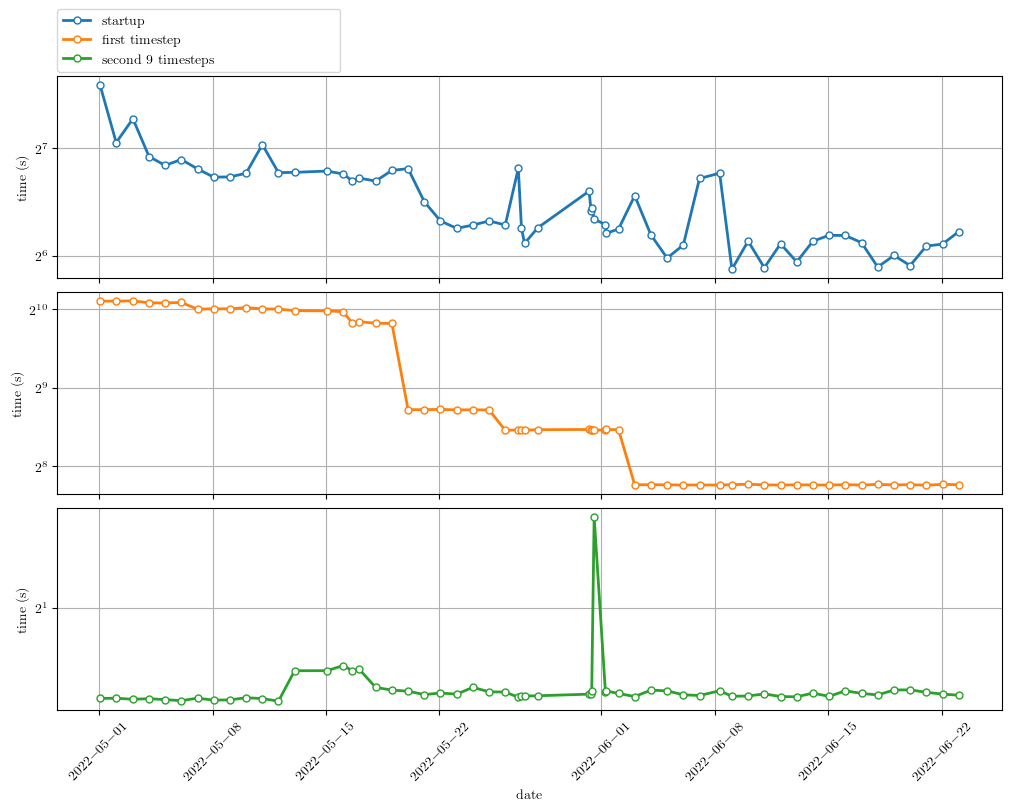 startup
first timestep
second 9 timesteps
time (s)
2^7
2^6
time (s)
2^10
2^9
2^8
time (s)
2^1
2022−05−01
2022−05−08
2022−05−15
2022−05−22
2022−06−01
2022−06−08
2022−06−15
2022−06−22
date